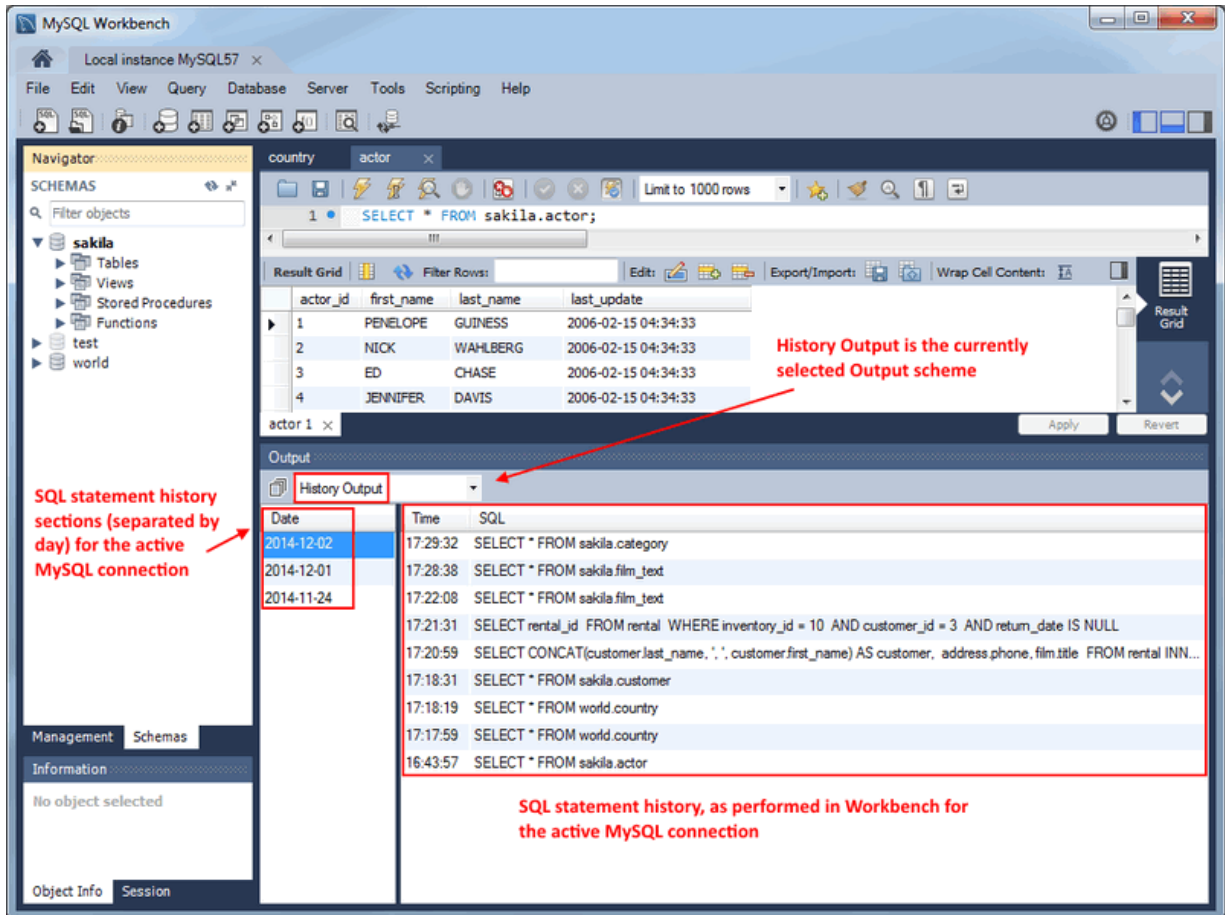 MySQL Workbench
Local instance MySQL57
File Edit View Query Database Server Tools Scripting Help
Navigator
SCHEMAS
Filter objects
sakila
Tables
Views
Stored Procedures
Functions
test
world
country actor
Limit to 1000 rows
1 SELECT * FROM sakila.actor;
Result Grid Filter Rows: Edit: Export/Import: Wrap Cell Content:
actor_id first_name last_name last_update
1 PENELOPE GUINESS 2006-02-15 04:34:33
2 NICK WAHLBERG 2006-02-15 04:34:33
3 ED CHASE 2006-02-15 04:34:33
4 JENNIFER DAVIS 2006-02-15 04:34:33
Result
Grid
History Output is the currently
selected Output scheme
actor 1 Apply Revert
Output
History Output
SQL statement history
sections (separated by
day) for the active
MySQL connection
Date
2014-12-02
2014-12-01
2014-11-24
Time SQL
17:29:32 SELECT * FROM sakila.category
17:28:38 SELECT * FROM sakila.film_text
17:22:08 SELECT * FROM sakila.film_text
17:21:31 SELECT rental_id FROM rental WHERE inventory_id = 10 AND customer_id = 3 AND return_date IS NULL
17:20:59 SELECT CONCAT(customer.last_name, ', ', customer.first_name) AS customer, address.phone, film.title FROM rental INN...
17:18:31 SELECT * FROM sakila.customer
17:18:19 SELECT * FROM world.country
17:17:59 SELECT * FROM world.country
16:43:57 SELECT * FROM sakila.actor
SQL statement history, as performed in Workbench for
the active MySQL connection
Management Schemas
Information
No object selected
Object Info Session